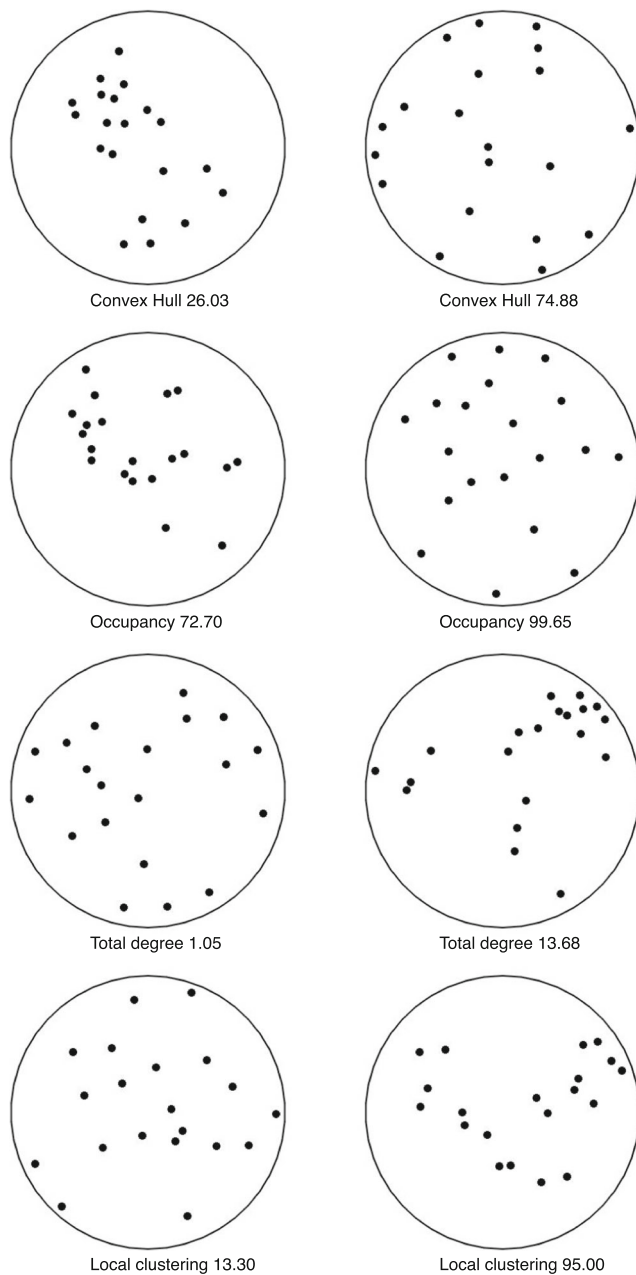 Convex Hull 26.03
Convex Hull 74.88
Occupancy 72.70
Occupancy 99.65
Total degree 1.05
Total degree 13.68
Local clustering 13.30
Local clustering 95.00